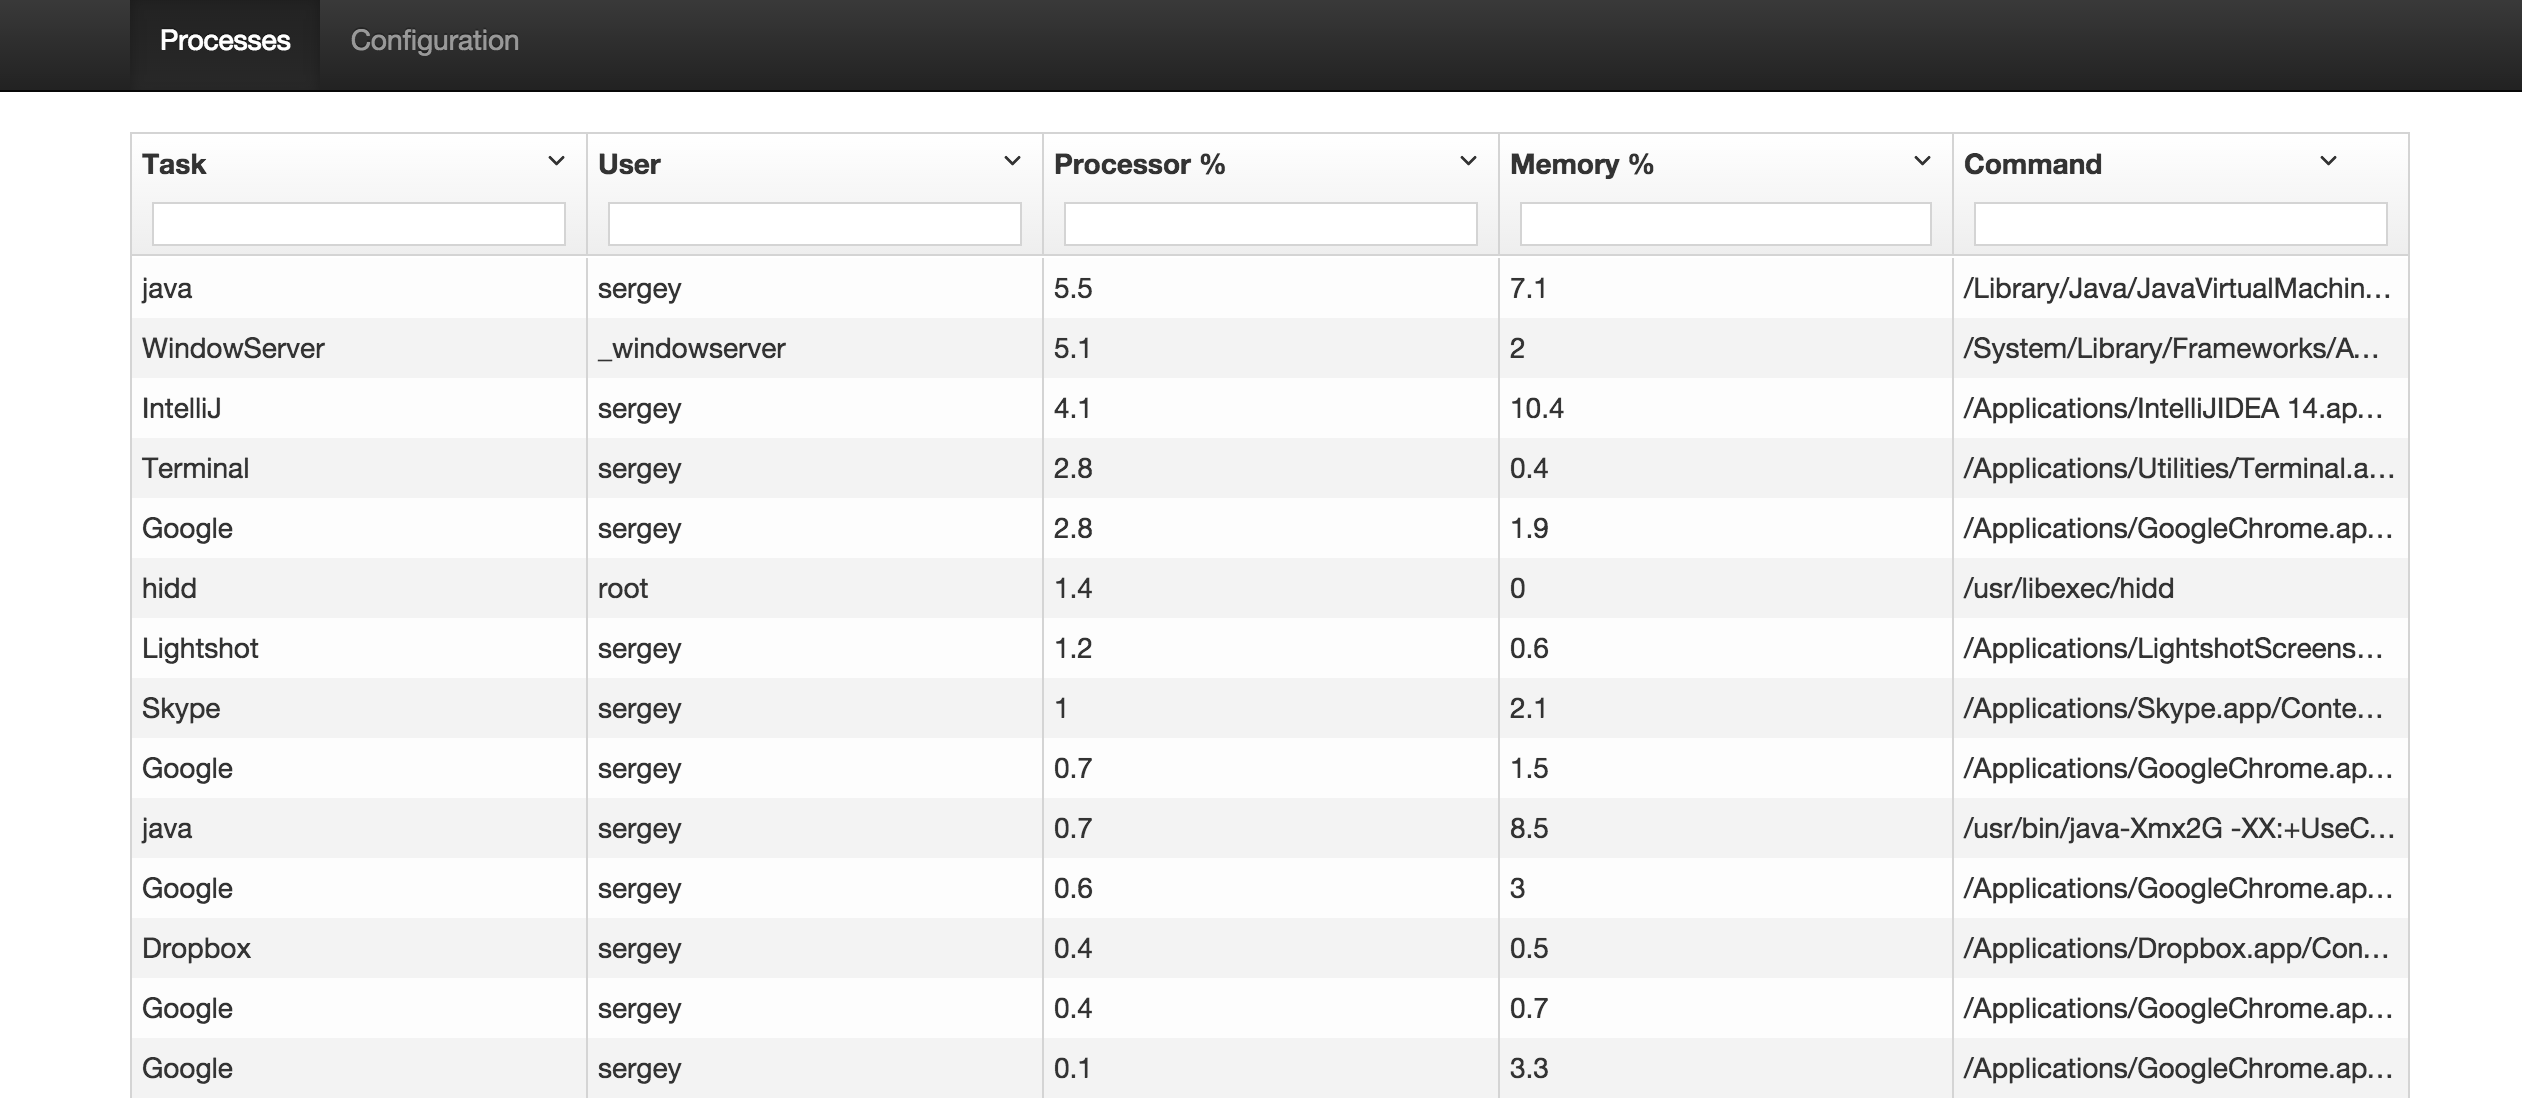 Processes Configuration
Task User Processor % Memory % Command
java sergey 5.5 7.1 /Library/Java/JavaVirtualMachin...
WindowServer _windowserver 5.1 2 /System/Library/Frameworks/A...
IntelliJ sergey 4.1 10.4 /Applications/IntelliJIDEA 14.ap...
Terminal sergey 2.8 0.4 /Applications/Utilities/Terminal.a...
Google sergey 2.8 1.9 /Applications/GoogleChrome.ap...
hidd root 1.4 0 /usr/libexec/hidd
Lightshot sergey 1.2 0.6 /Applications/LightshotScreens...
Skype sergey 1 2.1 /Applications/Skype.app/Conte...
Google sergey 0.7 1.5 /Applications/GoogleChrome.ap...
java sergey 0.7 8.5 /usr/bin/java-Xmx2G -XX:+UseC...
Google sergey 0.6 3 /Applications/GoogleChrome.ap...
Dropbox sergey 0.4 0.5 /Applications/Dropbox.app/Con...
Google sergey 0.4 0.7 /Applications/GoogleChrome.ap...
Google sergey 0.1 3.3 /Applications/GoogleChrome.ap...